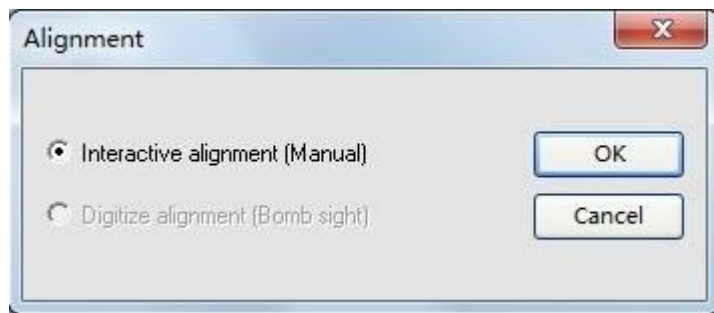 Alignment
Interactive alignment (Manual)
OK
Digitize alignment (Bomb sight)
Cancel